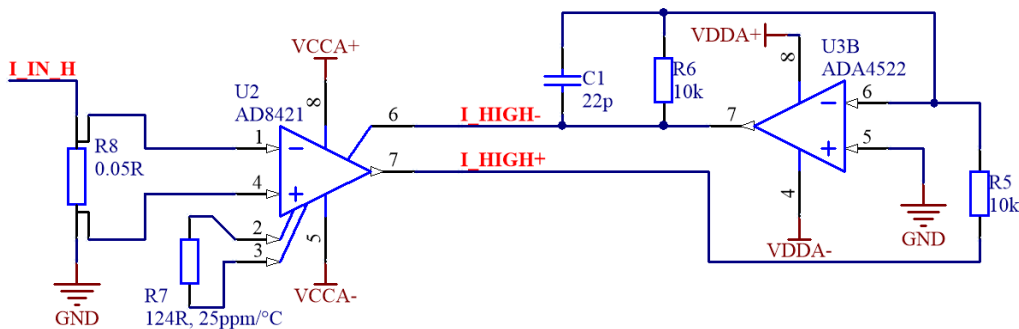 VCCA+
VDDA+
U3B
ADA4522
I_IN_H
U2
AD8421
8
8
C1
22p
R6
10k
6
I_HIGH-
7
6
−
1
−
R8
0.05R
7
I_HIGH+
+
5
4
+
R5
10k
2
3
5
4
GND
VDDA-
R7
124R, 25ppm/°C
VCCA-
GND